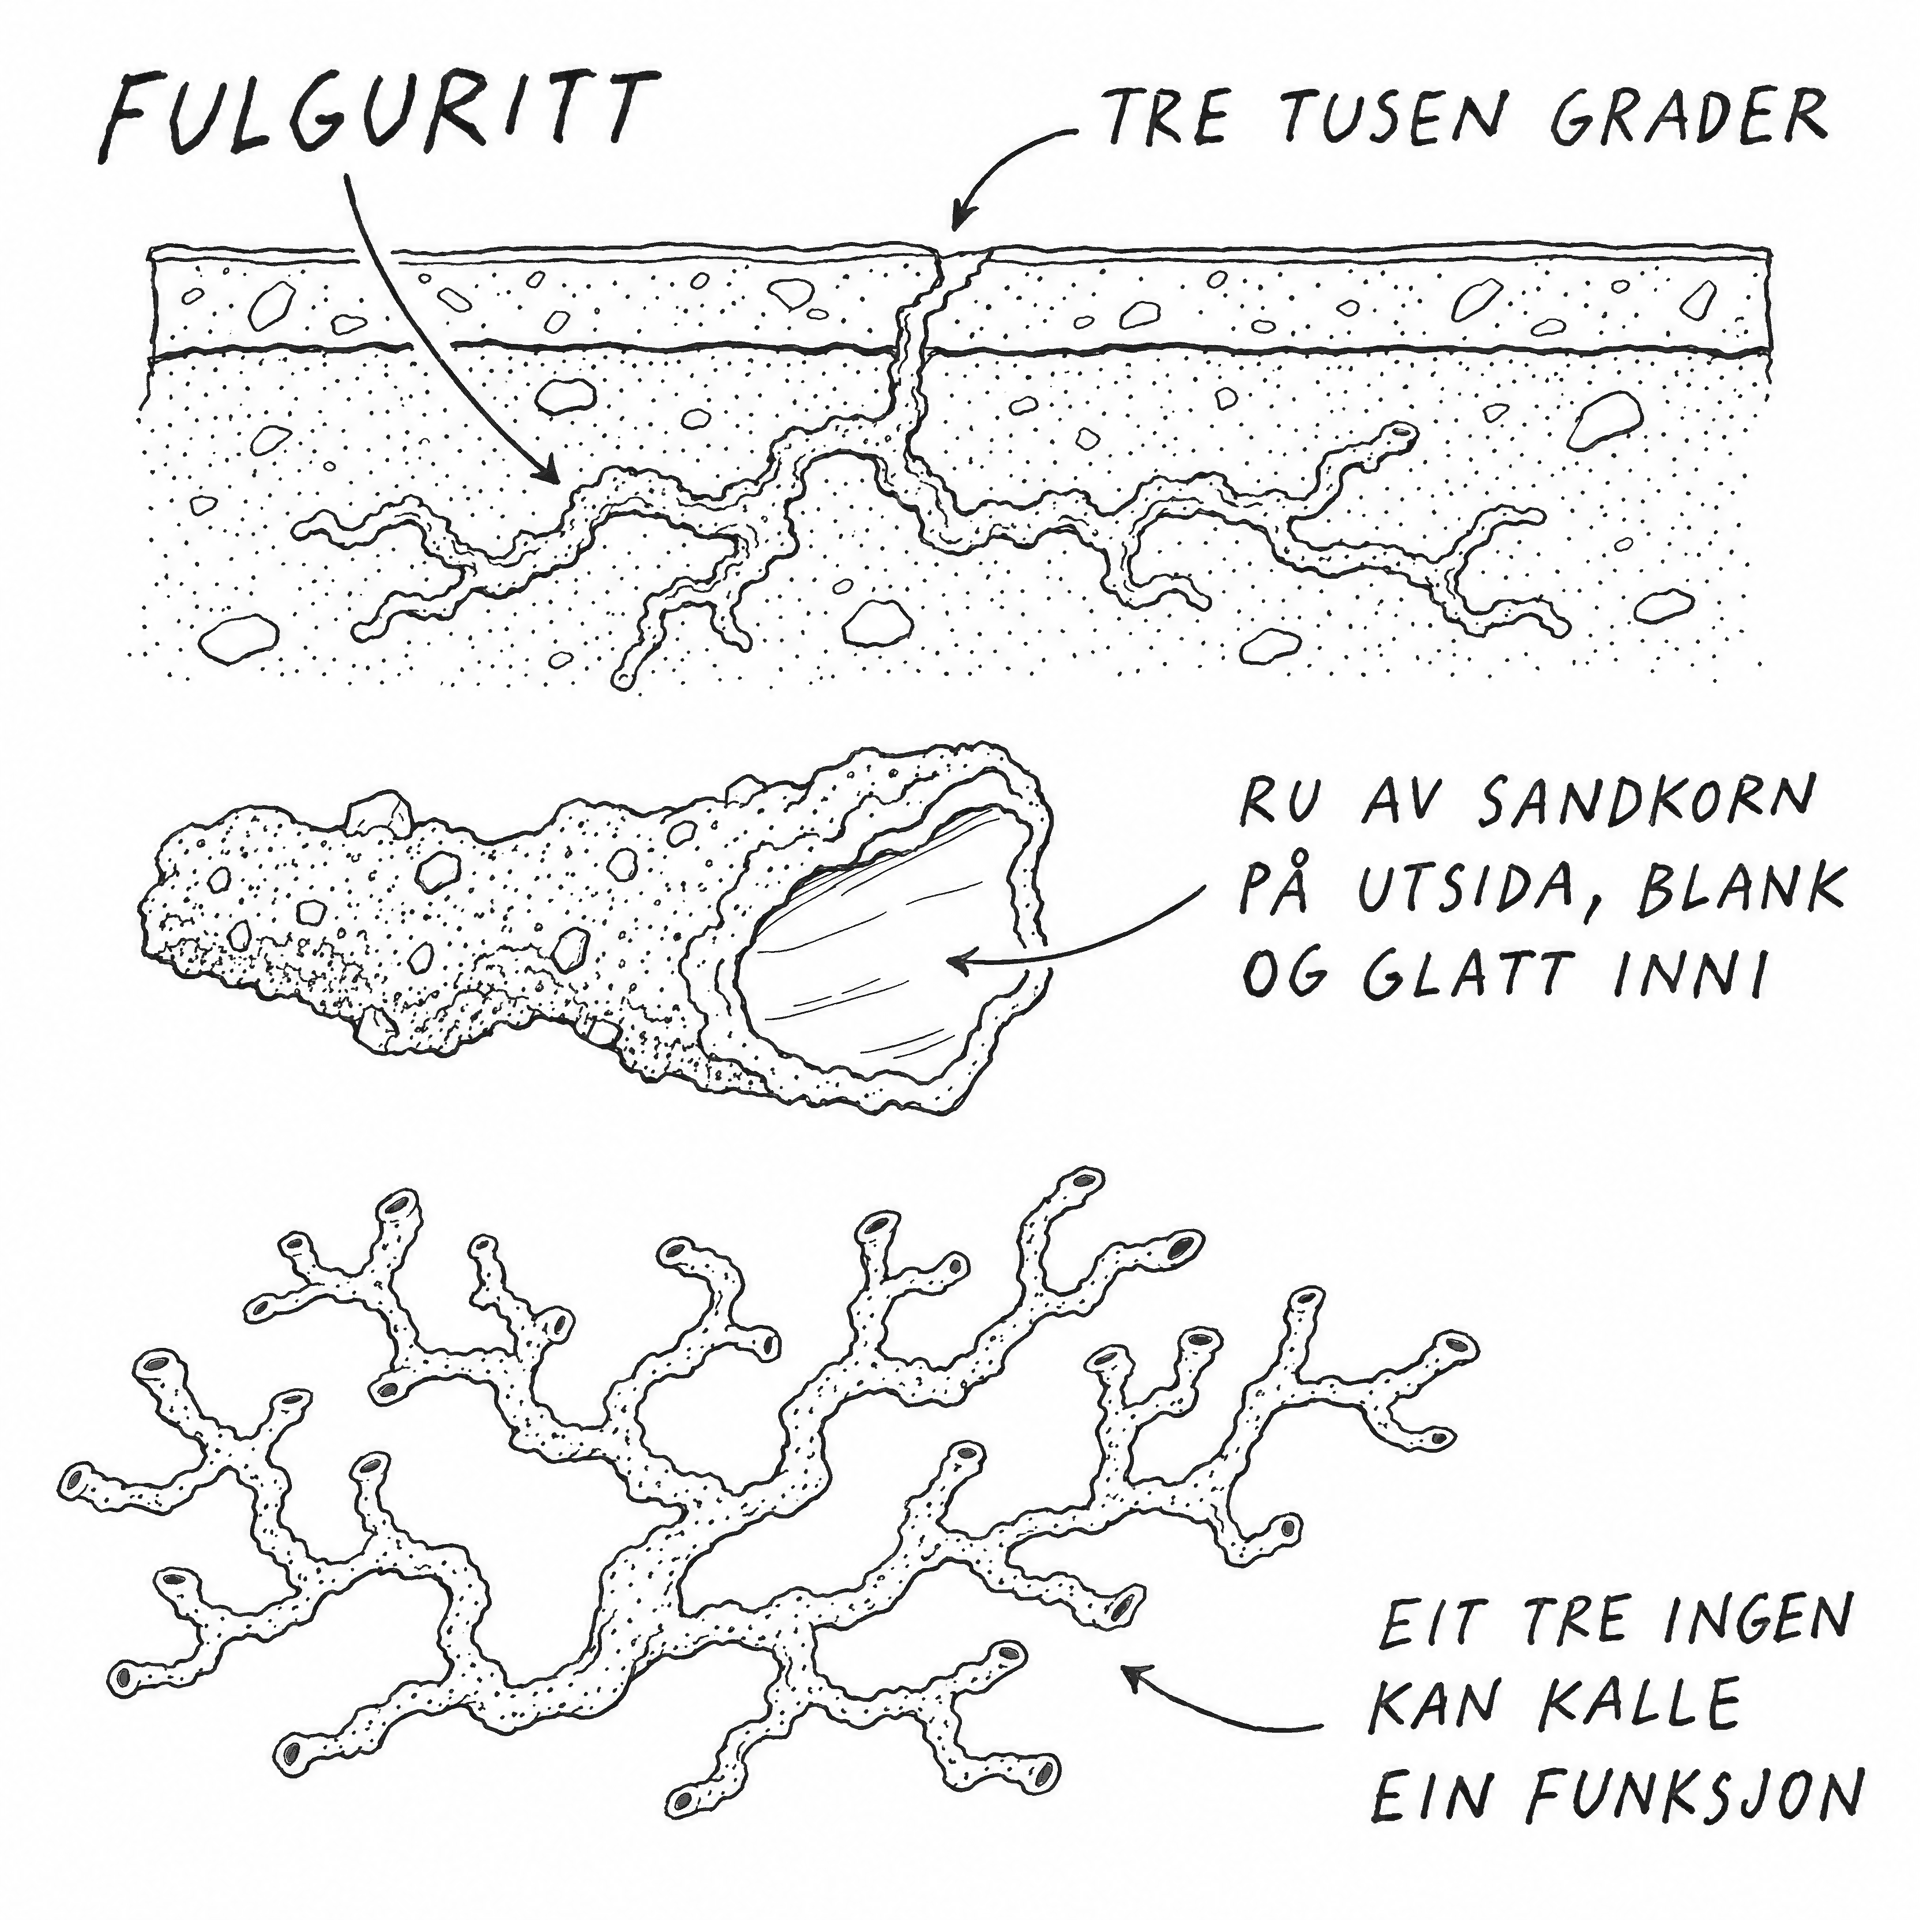 FULGURITT
TRE TUSEN GRADER
RU AV SANDKORN
PÅ UTSIDA, BLANK
OG GLATT INNI
EIT TRE INGEN
KAN KALLE
EIN FUNKSJON